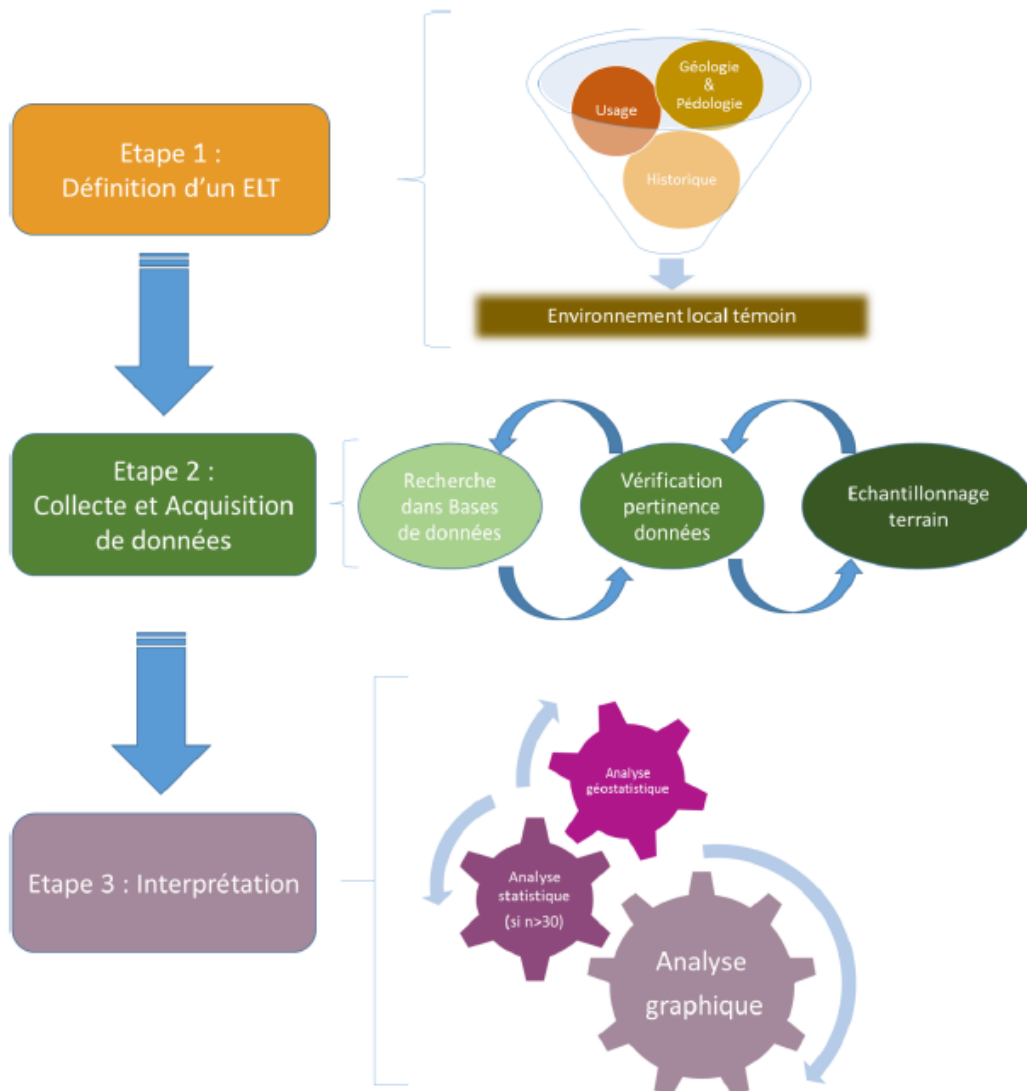 Etape 1 :
Définition d'un ELT
Usage
Géologie
&
Pédologie
Historique
Environnement local témoin
Etape 2 :
Collecte et Acquisition
de données
Recherche
dans Bases
de données
Vérification
pertinence
données
Echantillonnage
terrain
Etape 3 : Interprétation
Analyse
géostatistique
Analyse
statistique
(si n>30)
Analyse
graphique